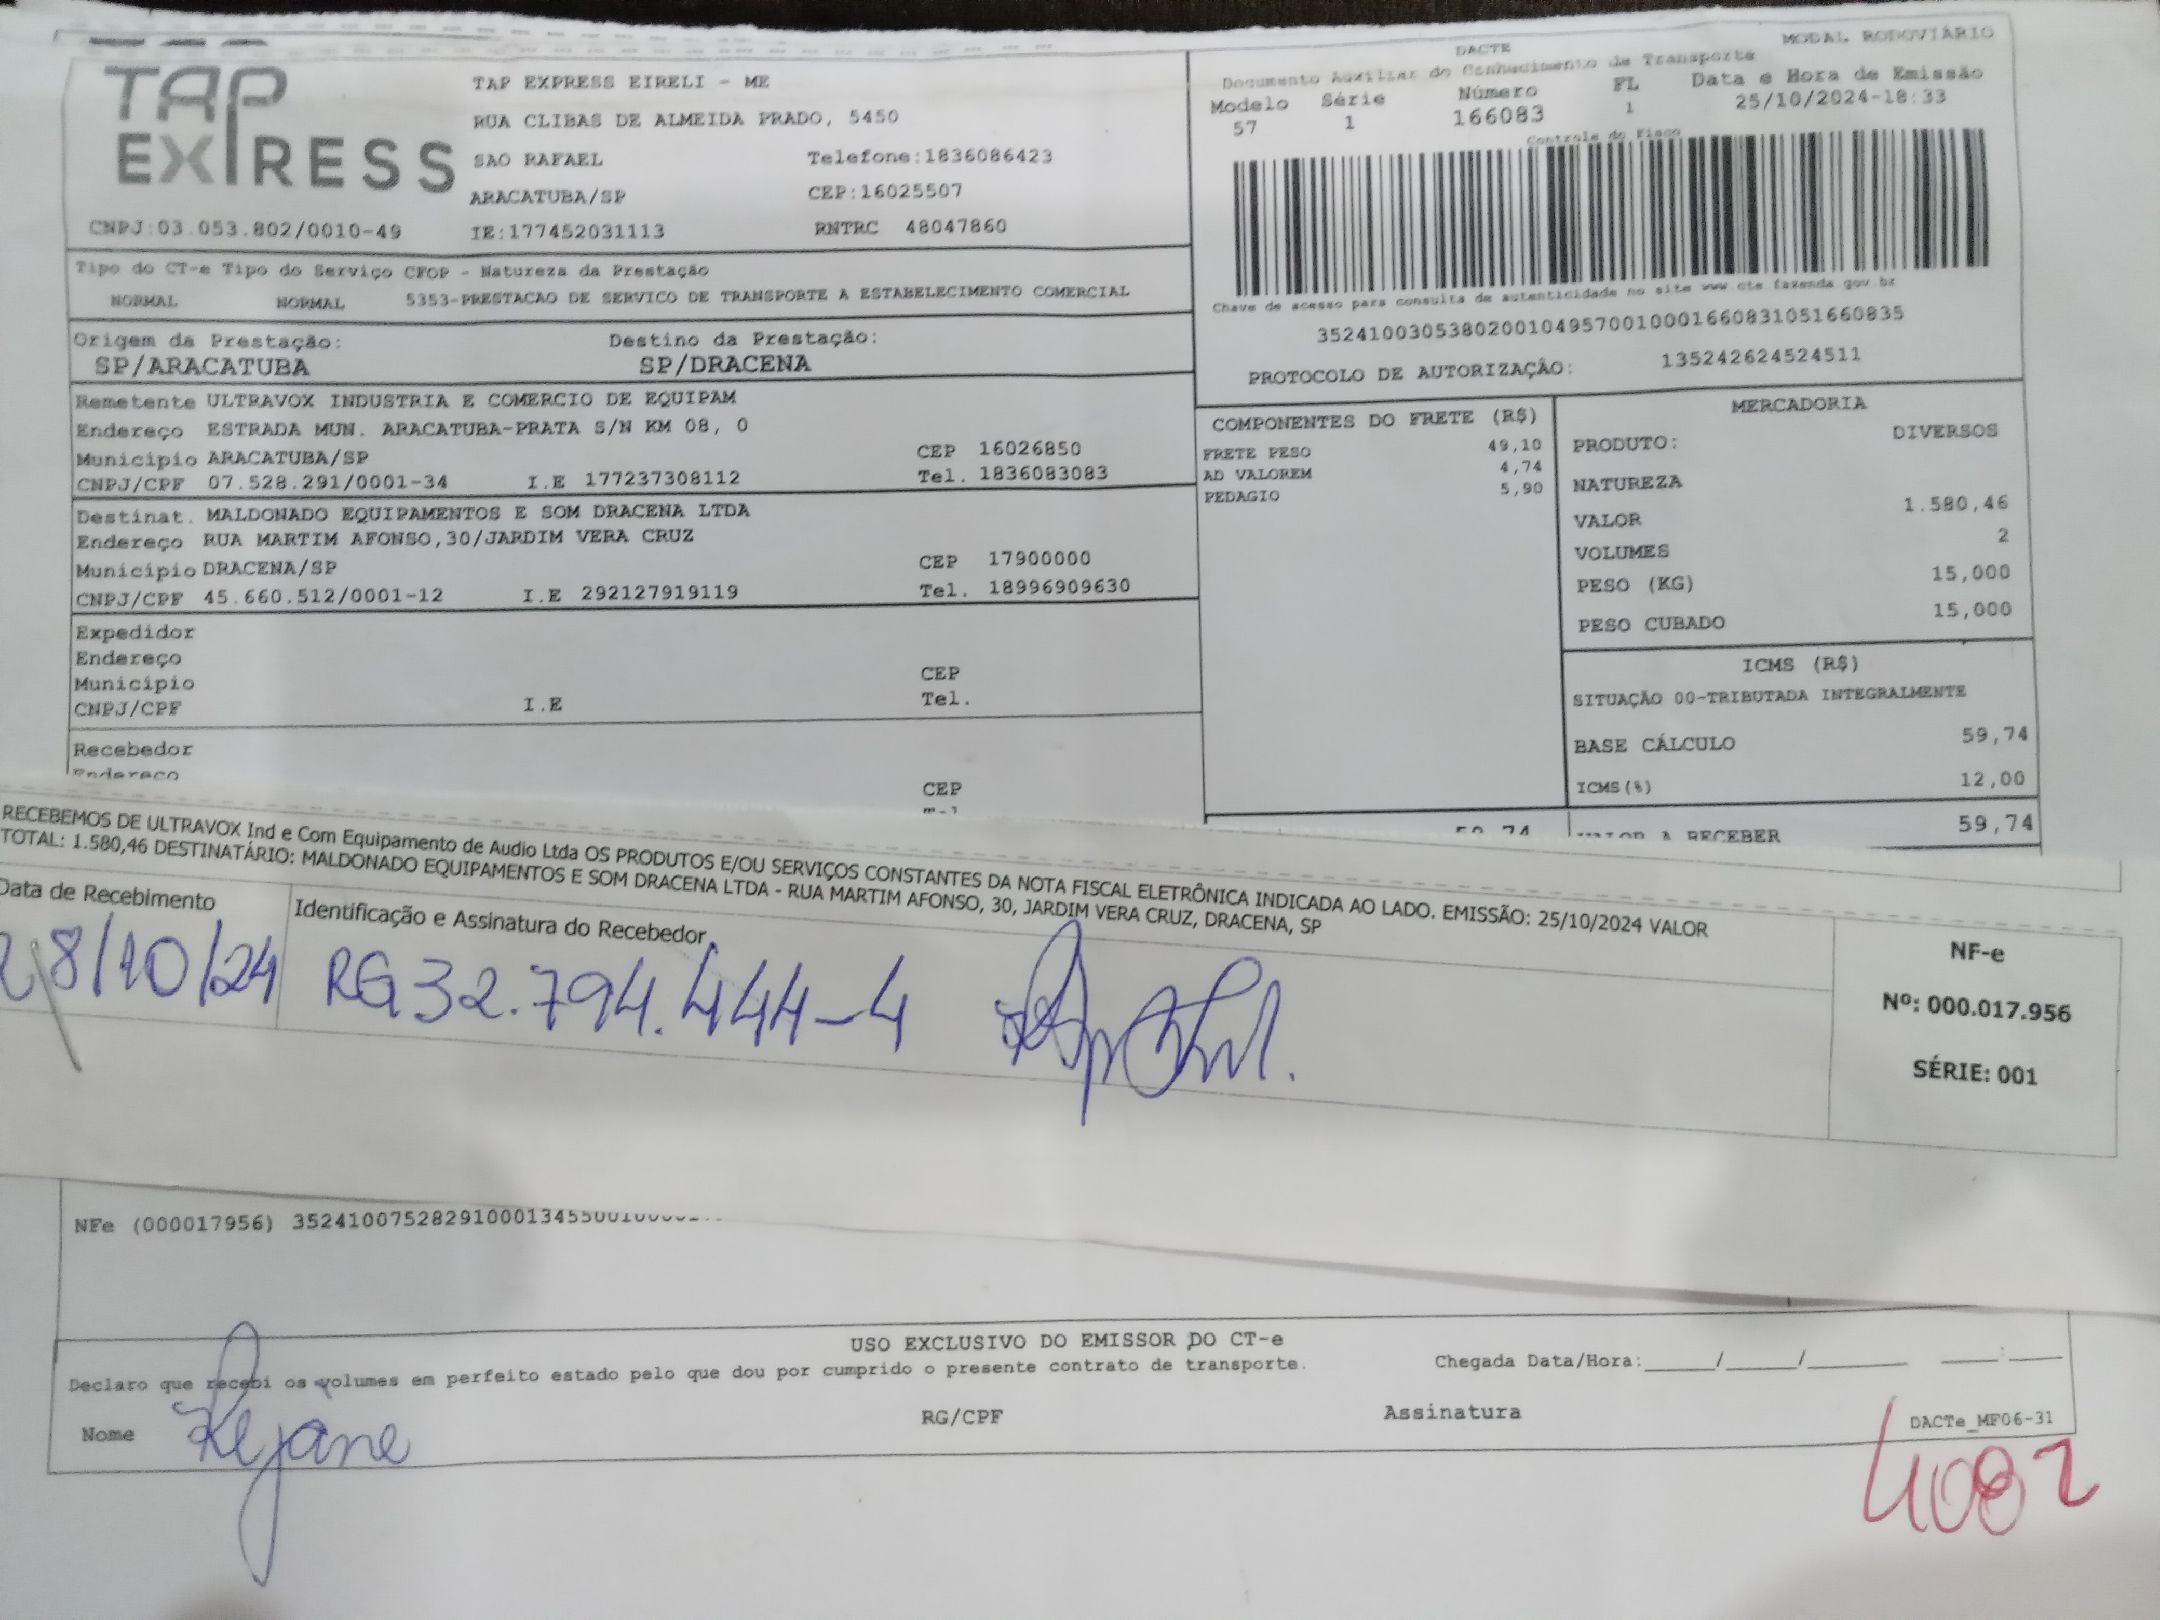 TAP EXPRESS
TAP EXPRESS EIRELI - ME
RUA CLIBAS DE ALMEIDA PRADO, 5450
SAO RAFAEL Telefone:1836086423
ARACATUBA/SP CEP:16025507
CNPJ:03.053.802/0010-49 IE:177452031113 RNTRC 48047860
DACTE MODAL RODOVIÁRIO
Documento Auxiliar do Conhecimento de Transporte
Modelo Série Número FL Data e Hora de Emissão
57 1 166083 1 25/10/2024-18:33
Controle do Fisco
Chave de acesso para consulta de autenticidade no site www.cte.fazenda.gov.br
35241003053802001049570010001660831051660835
PROTOCOLO DE AUTORIZAÇÃO: 135242624524511
Tipo do CT-e Tipo do Serviço CFOP - Natureza da Prestação
NORMAL NORMAL 5353-PRESTACAO DE SERVICO DE TRANSPORTE A ESTABELECIMENTO COMERCIAL
Origem da Prestação: Destino da Prestação:
SP/ARACATUBA SP/DRACENA
Remetente ULTRAVOX INDUSTRIA E COMERCIO DE EQUIPAM
Endereço ESTRADA MUN. ARACATUBA-PRATA S/N KM 08, 0
Município ARACATUBA/SP CEP 16026850
CNPJ/CPF 07.528.291/0001-34 I.E 177237308112 Tel. 1836083083
Destinat. MALDONADO EQUIPAMENTOS E SOM DRACENA LTDA
Endereço RUA MARTIM AFONSO,30/JARDIM VERA CRUZ
Município DRACENA/SP CEP 17900000
CNPJ/CPF 45.660.512/0001-12 I.E 292127919119 Tel. 18996909630
Expedidor
Endereço
Município CEP
CNPJ/CPF I.E Tel.
Recebedor
Endereço
CEP
COMPONENTES DO FRETE (R$)
FRETE PESO 49,10
AD VALOREM 4,74
PEDAGIO 5,90
MERCADORIA
PRODUTO: DIVERSOS
NATUREZA
VALOR 1.580,46
VOLUMES 2
PESO (KG) 15,000
PESO CUBADO 15,000
ICMS (R$)
SITUAÇÃO 00-TRIBUTADA INTEGRALMENTE
BASE CÁLCULO 59,74
ICMS(%) 12,00
59,74 VALOR A RECEBER 59,74
RECEBEMOS DE ULTRAVOX Ind e Com Equipamento de Audio Ltda OS PRODUTOS E/OU SERVIÇOS CONSTANTES DA NOTA FISCAL ELETRÔNICA INDICADA AO LADO. EMISSÃO: 25/10/2024 VALOR
TOTAL: 1.580,46 DESTINATÁRIO: MALDONADO EQUIPAMENTOS E SOM DRACENA LTDA - RUA MARTIM AFONSO, 30, JARDIM VERA CRUZ, DRACENA, SP
Data de Recebimento Identificação e Assinatura do Recebedor
28/10/24 RG 32.794.444-4
NF-e
Nº: 000.017.956
SÉRIE: 001
NFe (000017956) 352410075282910001345500100001
USO EXCLUSIVO DO EMISSOR DO CT-e
Declaro que recebi os volumes em perfeito estado pelo que dou por cumprido o presente contrato de transporte. Chegada Data/Hora:____/____/______ ___:___
Nome Rejane RG/CPF Assinatura DACTe_MF06-31
4082